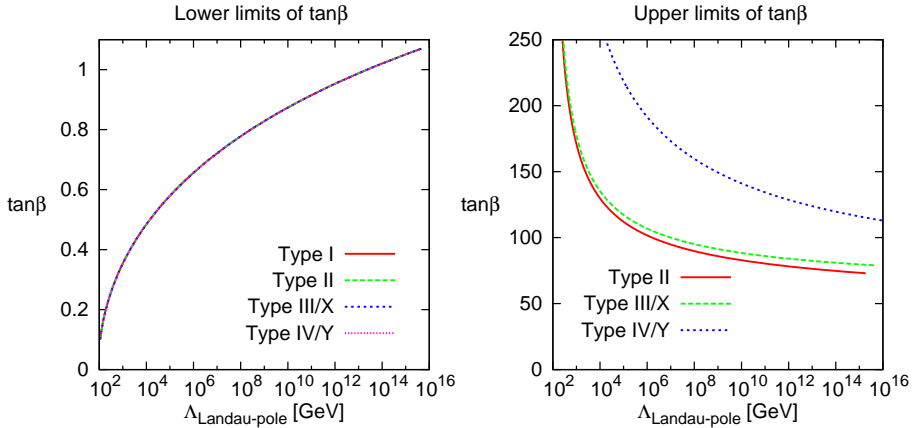 Lower limits of tanβ
1
0.8
0.6
0.4
0.2
0
tanβ
Type I
Type II
Type III/X
Type IV/Y
10^2 10^4 10^6 10^8 10^10 10^12 10^14 10^16
Λ_Landau-pole [GeV]
Upper limits of tanβ
250
200
150
100
50
0
tanβ
Type II
Type III/X
Type IV/Y
10^2 10^4 10^6 10^8 10^10 10^12 10^14 10^16
Λ_Landau-pole [GeV]